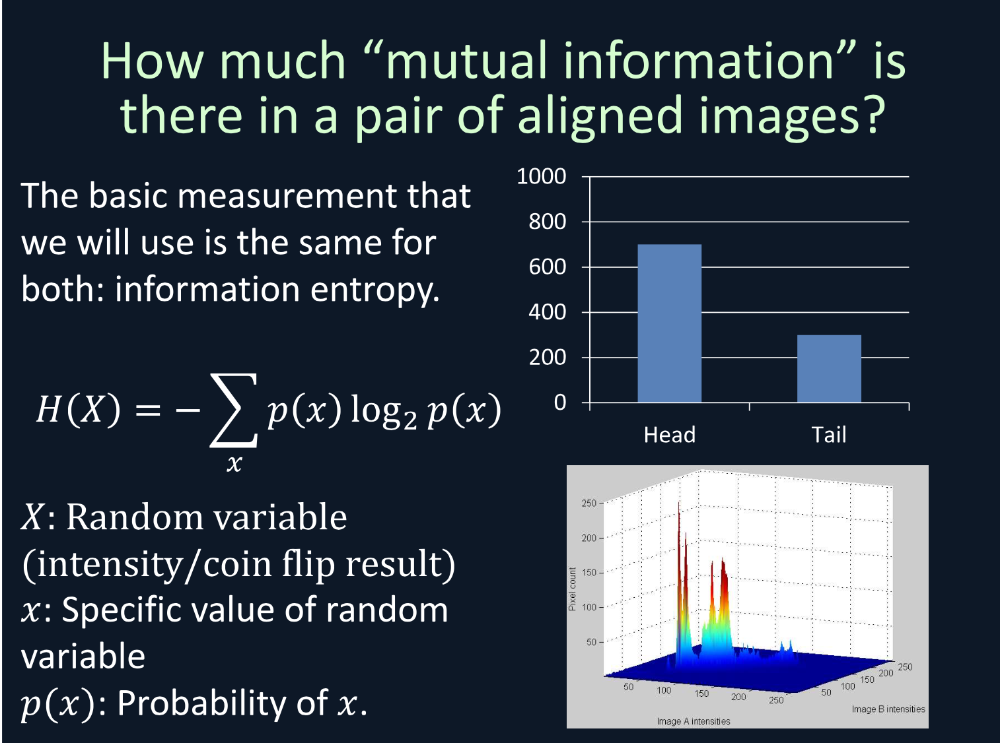 How much “mutual information” is
there in a pair of aligned images?
The basic measurement that
we will use is the same for
both: information entropy.
H(X) = − ∑ p(x) log₂ p(x)
x
X: Random variable
(intensity/coin flip result)
x: Specific value of random
variable
p(x): Probability of x.
1000
800
600
400
200
0
Head Tail
250
200
150
100
50
Pixel count
50 100 150 200 250
Image A intensities
50 100 150 200 250
Image B intensities